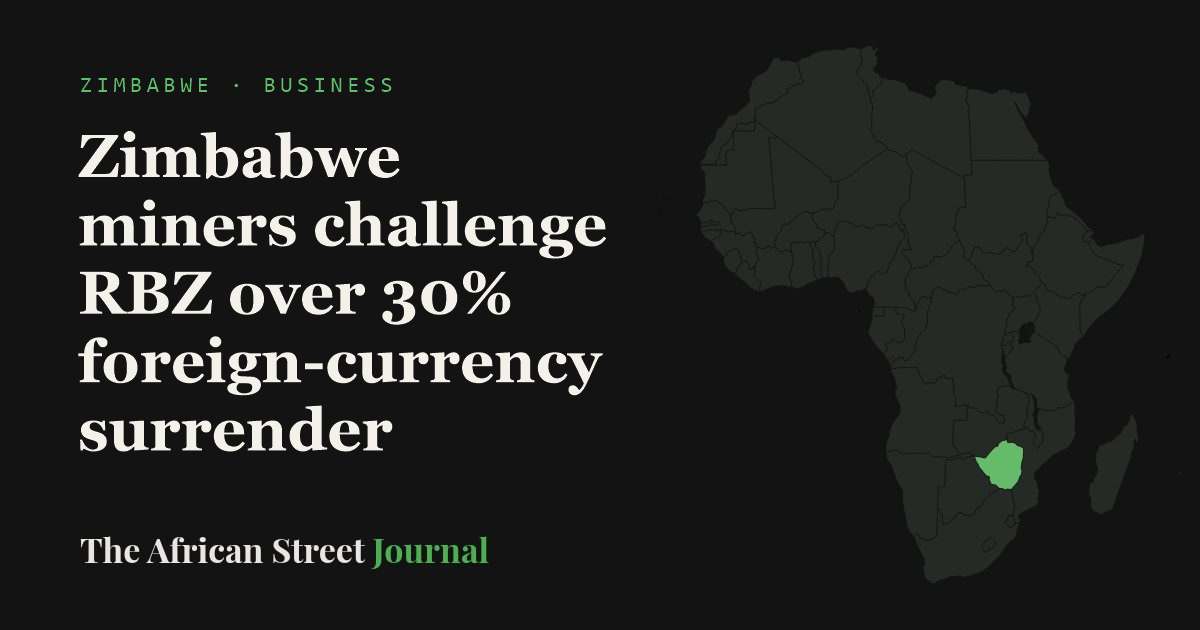 ZIMBABWE · BUSINESS
Zimbabwe
miners challenge
RBZ over 30%
foreign-currency
surrender
The African Street Journal